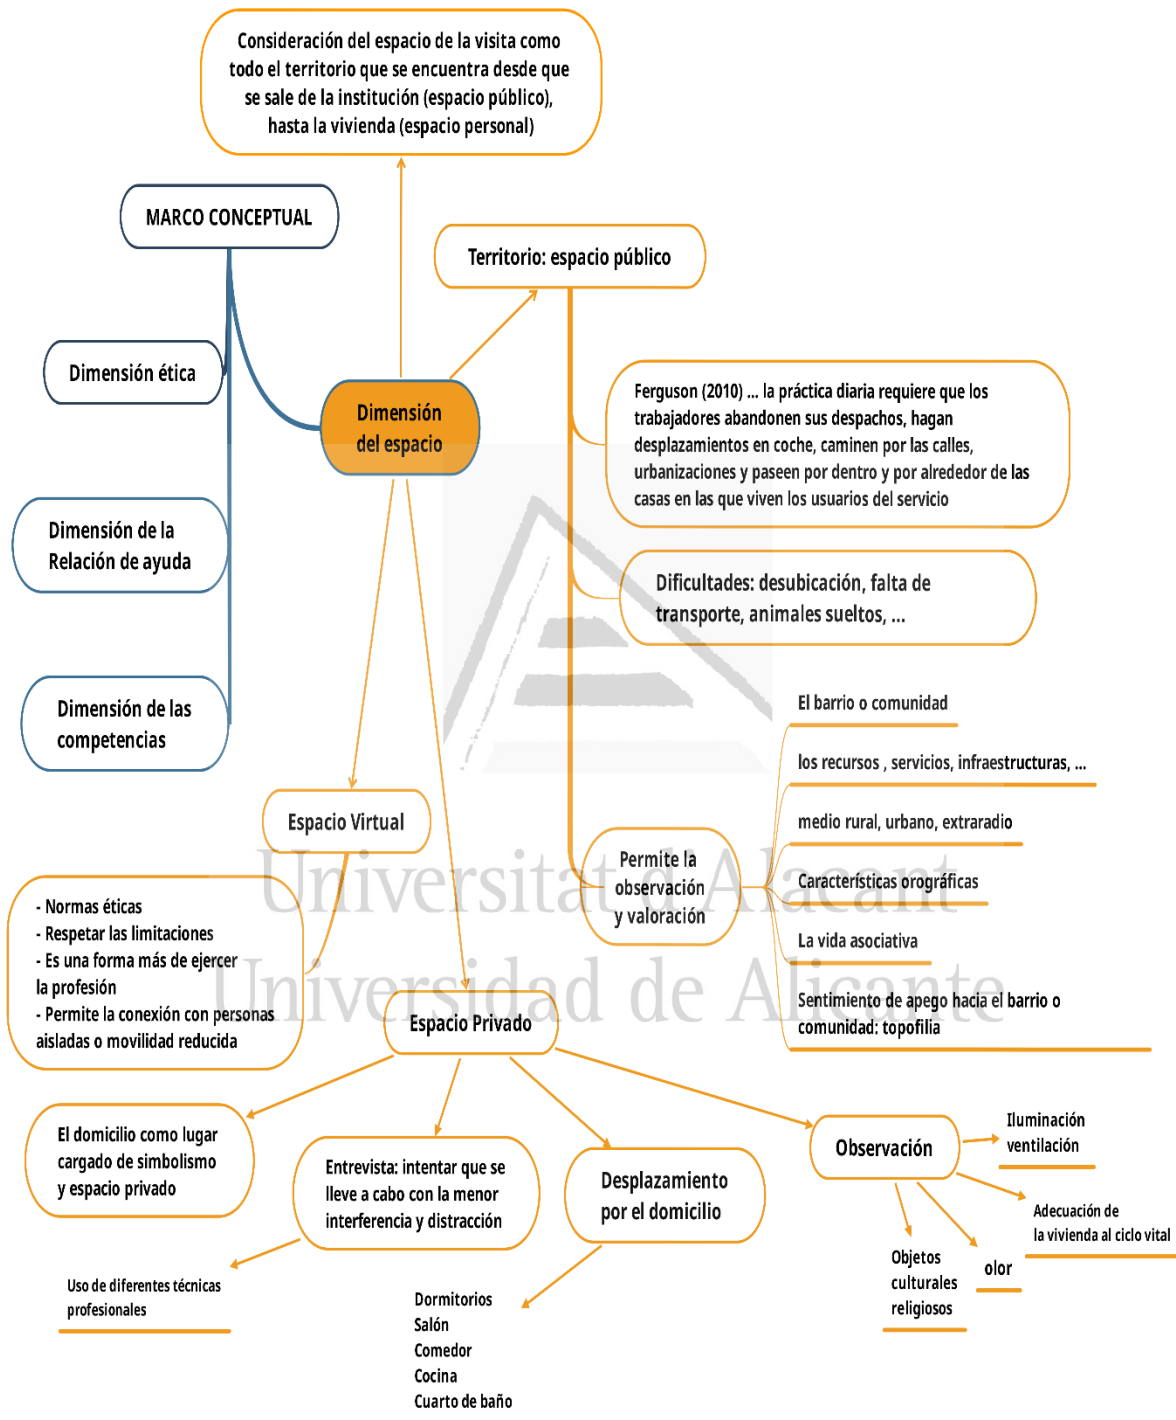 Consideración del espacio de la visita como
todo el territorio que se encuentra desde que
se sale de la institución (espacio público),
hasta la vivienda (espacio personal)
MARCO CONCEPTUAL
Territorio: espacio público
Dimensión ética
Dimensión
del espacio
Ferguson (2010) ... la práctica diaria requiere que los
trabajadores abandonen sus despachos, hagan
desplazamientos en coche, caminen por las calles,
urbanizaciones y paseen por dentro y por alrededor de las
casas en las que viven los usuarios del servicio
Dimensión de la
Relación de ayuda
Dificultades: desubicación, falta de
transporte, animales sueltos, ...
Dimensión de las
competencias
El barrio o comunidad
los recursos , servicios, infraestructuras, ...
medio rural, urbano, extraradio
Características orográficas
La vida asociativa
Sentimiento de apego hacia el barrio o
comunidad: topofilia
Espacio Virtual
Permite la
observación
y valoración
Universitat d'Alacant
Universidad de Alicante
- Normas éticas
- Respetar las limitaciones
- Es una forma más de ejercer
la profesión
- Permite la conexión con personas
aisladas o movilidad reducida
Espacio Privado
El domicilio como lugar
cargado de simbolismo
y espacio privado
Entrevista: intentar que se
lleve a cabo con la menor
interferencia y distracción
Desplazamiento
por el domicilio
Observación
Iluminación
ventilación
Adecuación de
la vivienda al ciclo vital
olor
Objetos
culturales
religiosos
Uso de diferentes técnicas
profesionales
Dormitorios
Salón
Comedor
Cocina
Cuarto de baño